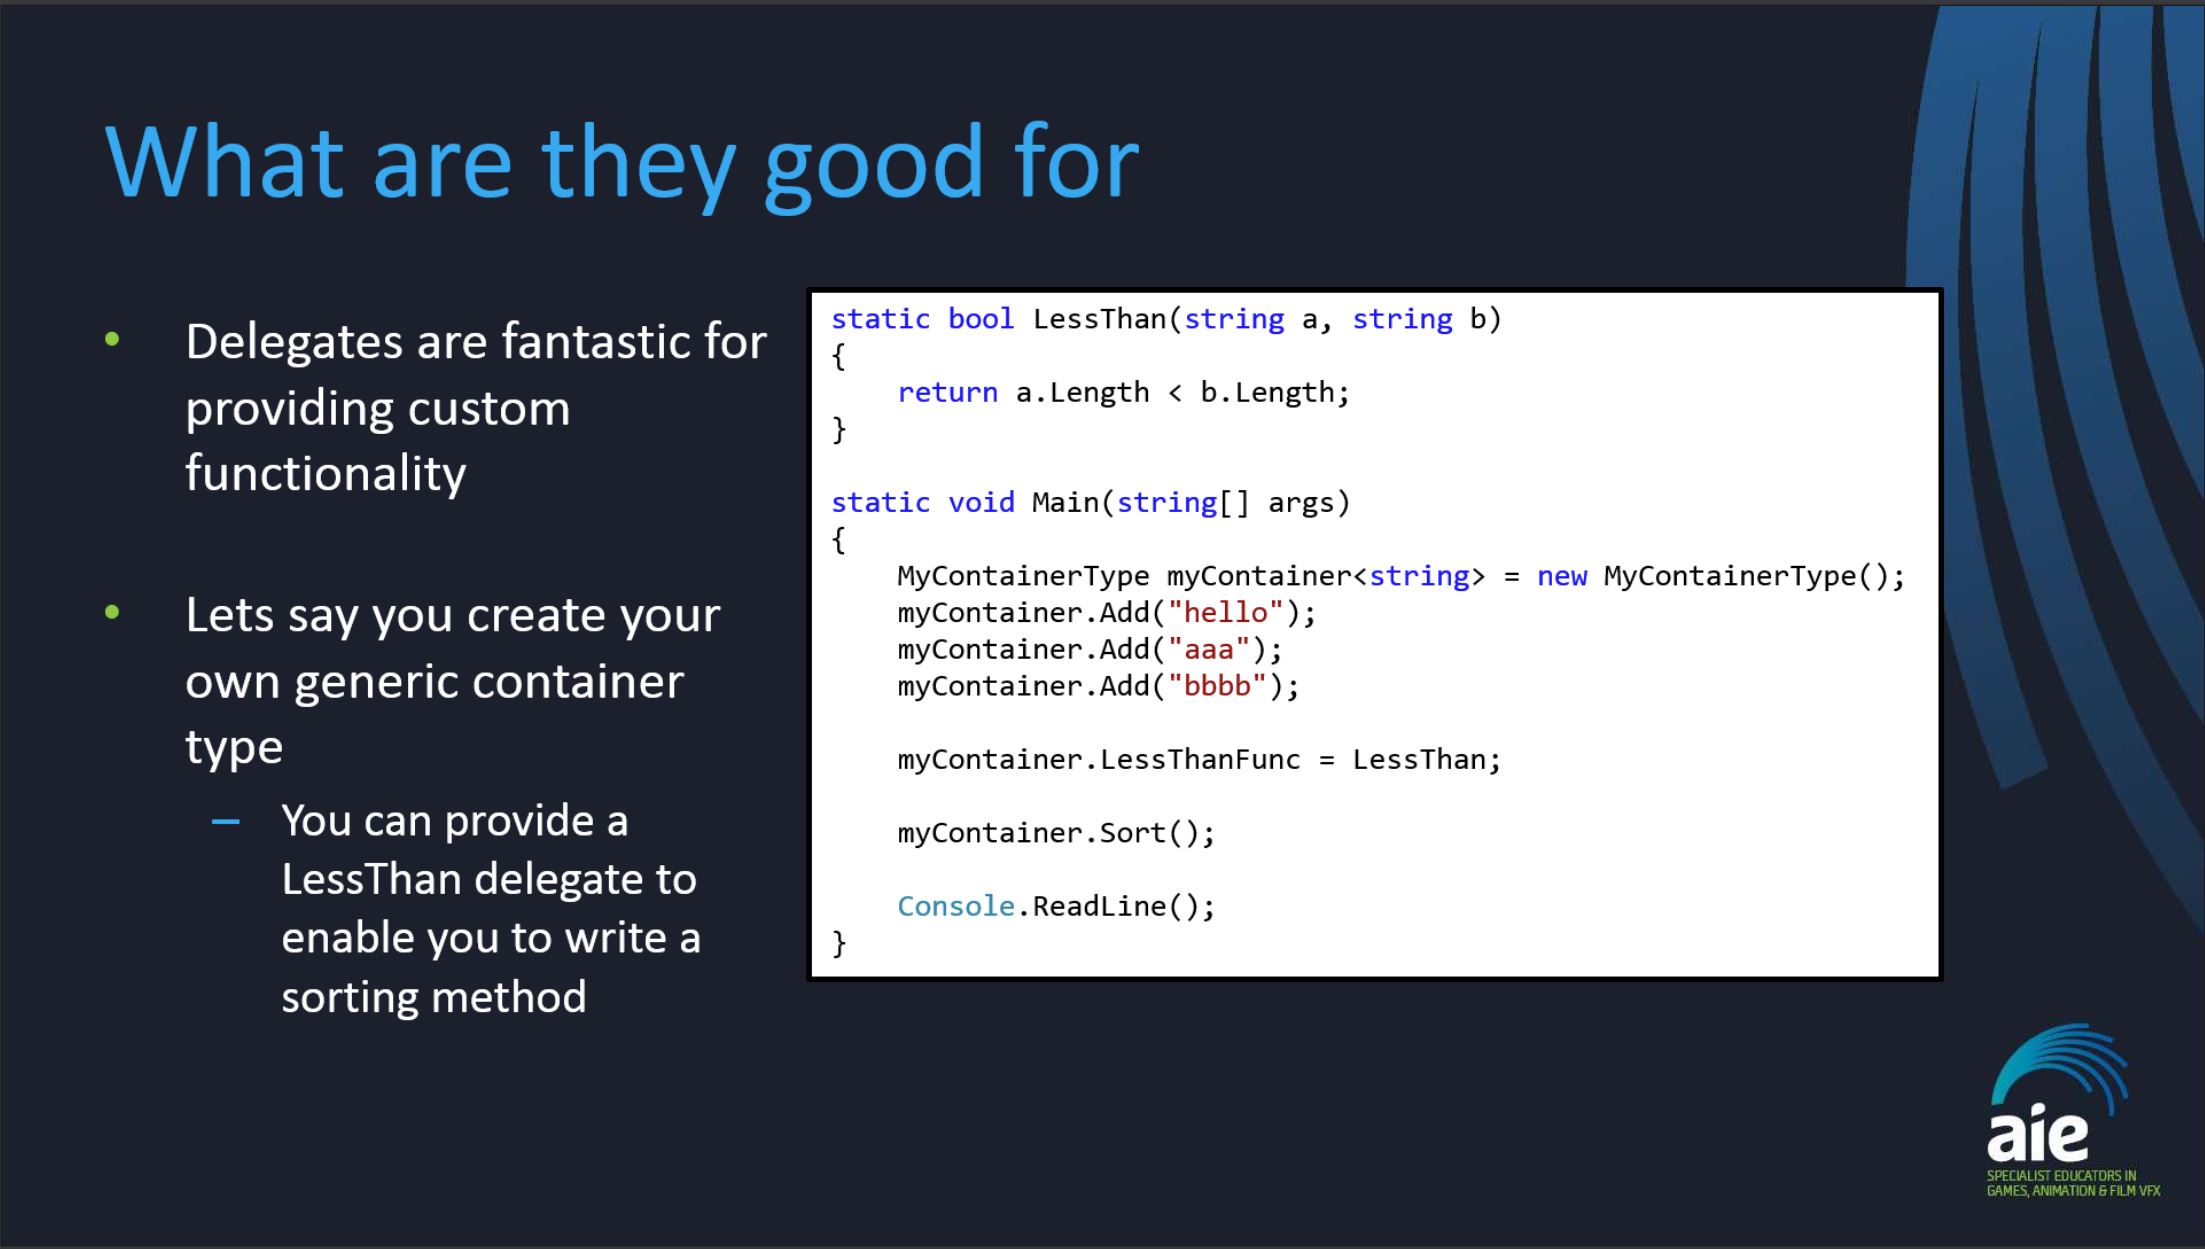 What are they good for
• Delegates are fantastic for
providing custom
functionality
• Lets say you create your
own generic container
type
– You can provide a
LessThan delegate to
enable you to write a
sorting method
static bool LessThan(string a, string b)
{
    return a.Length < b.Length;
}

static void Main(string[] args)
{
    MyContainerType myContainer<string> = new MyContainerType();
    myContainer.Add("hello");
    myContainer.Add("aaa");
    myContainer.Add("bbbb");

    myContainer.LessThanFunc = LessThan;

    myContainer.Sort();

    Console.ReadLine();
}
aie
SPECIALIST EDUCATORS IN
GAMES, ANIMATION & FILM VFX